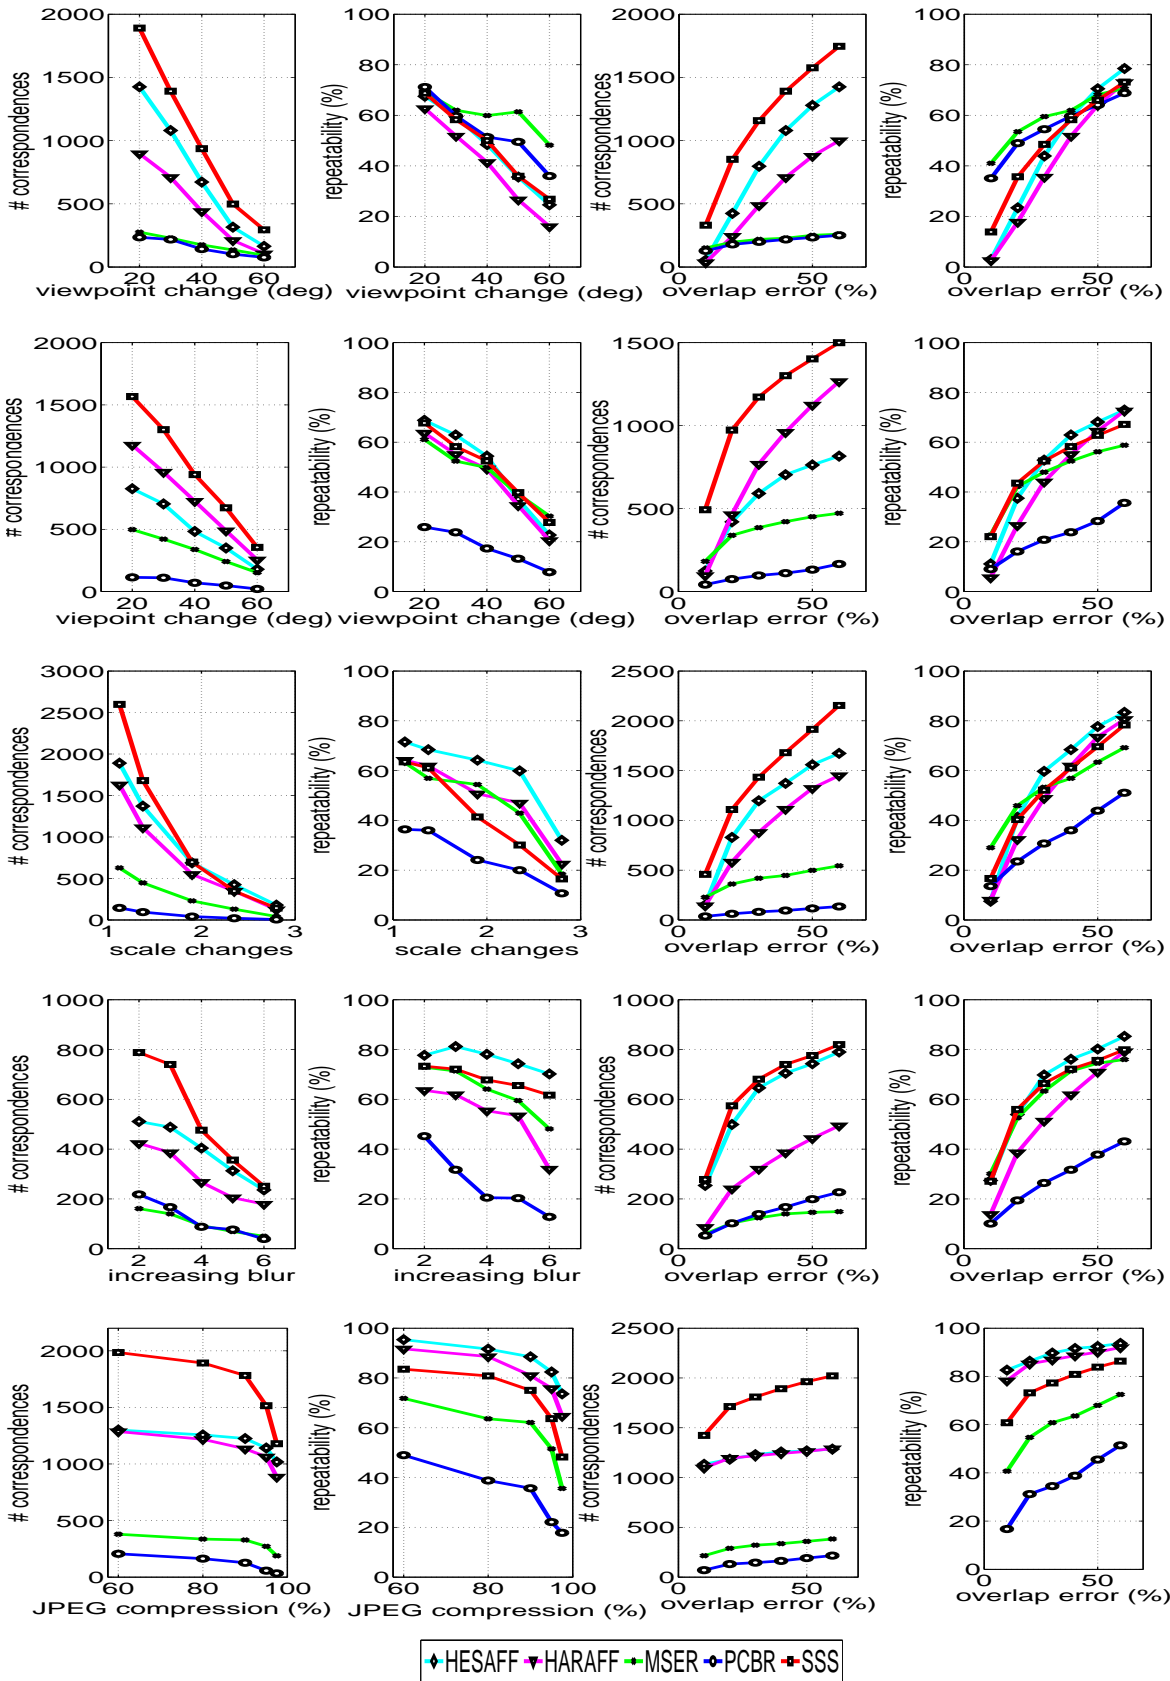 # correspondences
2000
1500
1000
500
0
20 40 60
viewpoint change (deg)
repeatability (%)
100
80
60
40
20
0
20 40 60
viewpoint change (deg)
# correspondences
2000
1500
1000
500
0
0 50
overlap error (%)
repeatability (%)
100
80
60
40
20
0
0 50
overlap error (%)
# correspondences
2000
1500
1000
500
0
20 40 60
viepoint change (deg)
repeatability (%)
100
80
60
40
20
0
20 40 60
viewpoint change (deg)
# correspondences
1500
1000
500
0
0 50
overlap error (%)
repeatability (%)
100
80
60
40
20
0
0 50
overlap error (%)
# correspondences
3000
2500
2000
1500
1000
500
0
1 2 3
scale changes
repeatability (%)
100
80
60
40
20
0
1 2 3
scale changes
# correspondences
2500
2000
1500
1000
500
0
0 50
overlap error (%)
repeatability (%)
100
80
60
40
20
0
0 50
overlap error (%)
# correspondences
1000
800
600
400
200
0
2 4 6
increasing blur
repeatability (%)
100
80
60
40
20
0
2 4 6
increasing blur
# correspondences
1000
800
600
400
200
0
0 50
overlap error (%)
repeatability (%)
100
80
60
40
20
0
0 50
overlap error (%)
# correspondences
2000
1500
1000
500
0
60 80 100
JPEG compression (%)
repeatability (%)
100
80
60
40
20
0
60 80 100
JPEG compression (%)
# correspondences
2500
2000
1500
1000
500
0
0 50
overlap error (%)
repeatability (%)
100
80
60
40
20
0
0 50
overlap error (%)
HESAFF HARAFF MSER PCBR SSS